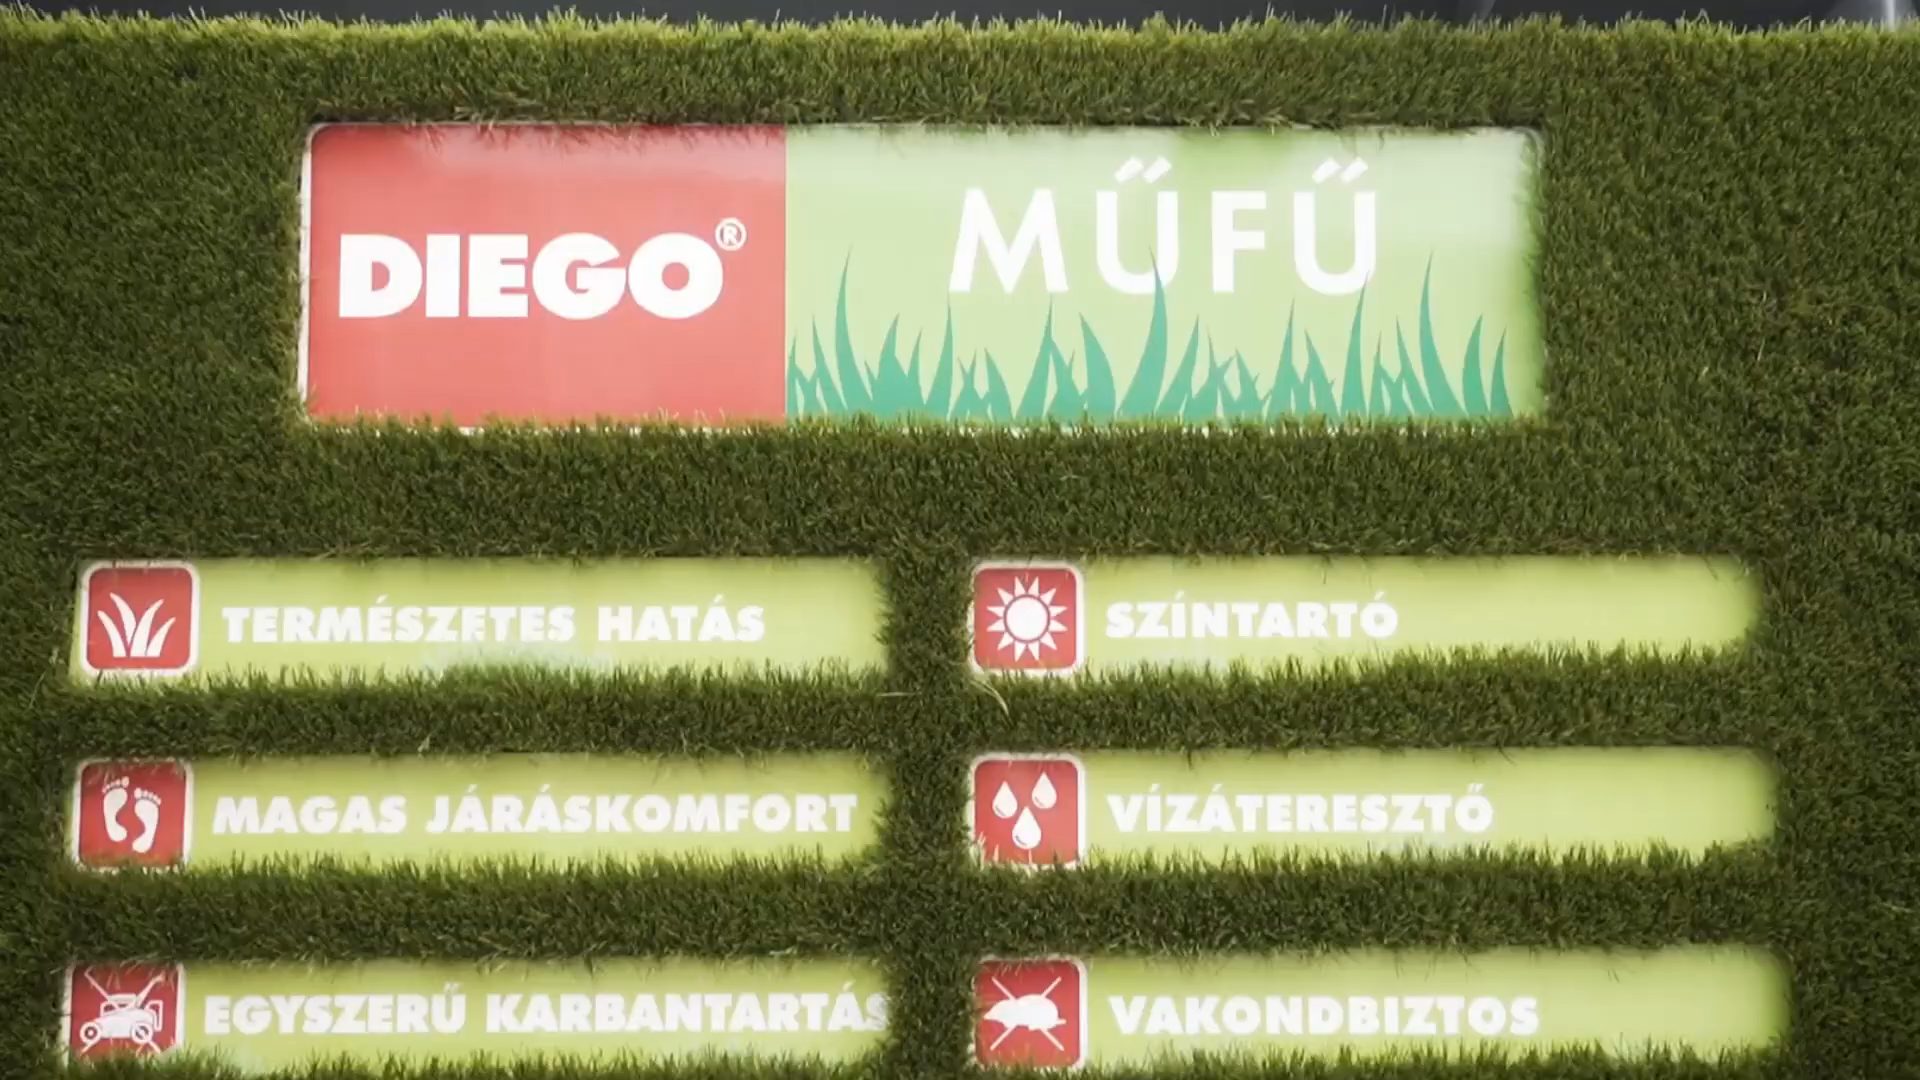 DIEGO®
MŰFŰ
TERMÉSZETES HATÁS
SZÍNTARTÓ
MAGAS JÁRÁSKOMFORT
VÍZÁTERESZTŐ
EGYSZERŰ KARBANTARTÁS
VAKONDBIZTOS